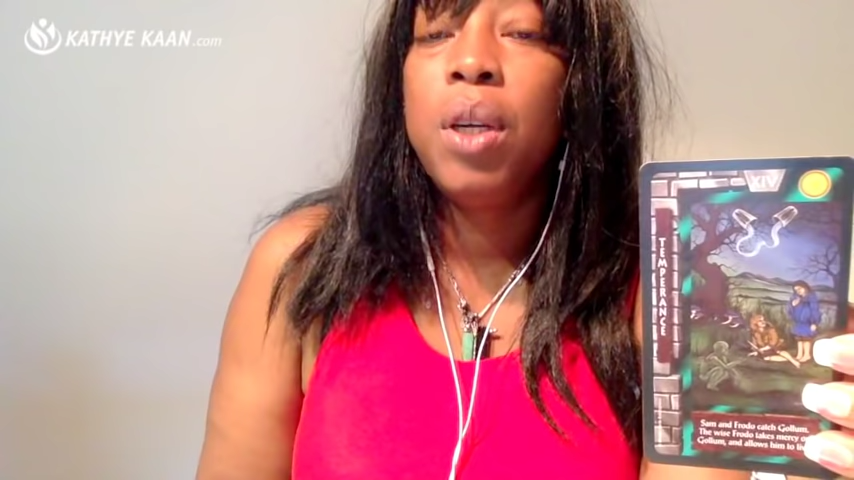 KATHYE KAAN.com
XIV
TEMPERANCE
Sam and Frodo catch Gollum.
The wise Frodo takes mercy
Gollum, and allows him to